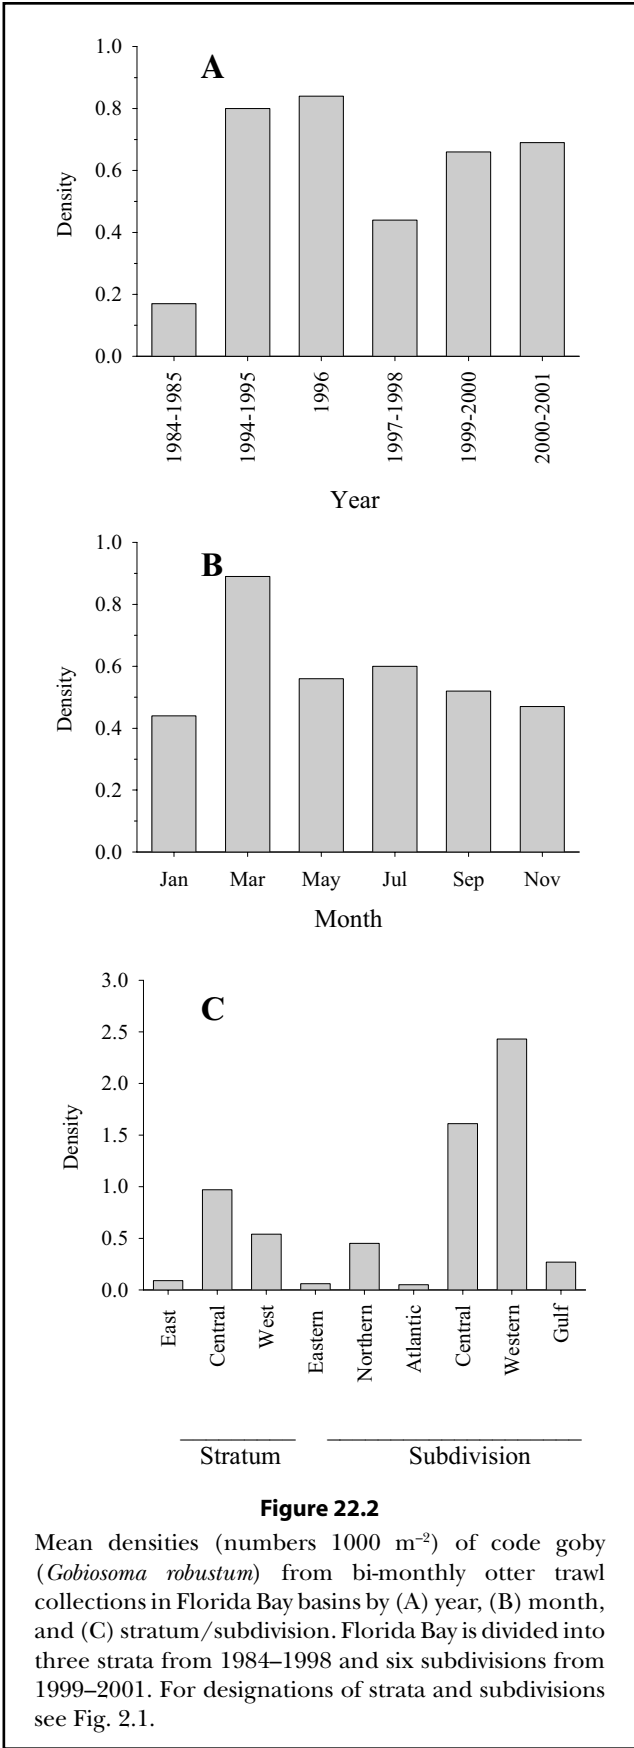 A
1.0
0.8
0.6
0.4
0.2
0.0
Density
1984-1985
1994-1995
1996
1997-1998
1999-2000
2000-2001
Year
B
1.0
0.8
0.6
0.4
0.2
0.0
Density
Jan Mar May Jul Sep Nov
Month
C
3.0
2.5
2.0
1.5
1.0
0.5
0.0
Density
East
Central
West
Eastern
Northern
Atlantic
Central
Western
Gulf
Stratum Subdivision
Figure 22.2
Mean densities (numbers 1000 m⁻²) of code goby
(Gobiosoma robustum) from bi-monthly otter trawl
collections in Florida Bay basins by (A) year, (B) month,
and (C) stratum/subdivision. Florida Bay is divided into
three strata from 1984–1998 and six subdivisions from
1999–2001. For designations of strata and subdivisions
see Fig. 2.1.